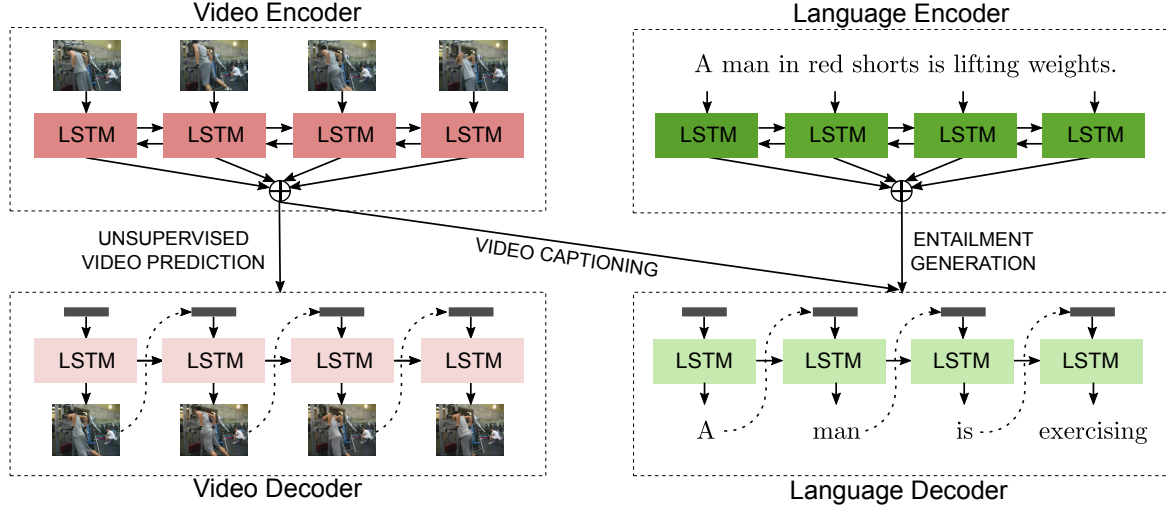 Video Encoder
Language Encoder
A man in red shorts is lifting weights.
LSTM LSTM LSTM LSTM
LSTM LSTM LSTM LSTM
UNSUPERVISED
VIDEO PREDICTION
VIDEO CAPTIONING
ENTAILMENT
GENERATION
LSTM LSTM LSTM LSTM
LSTM LSTM LSTM LSTM
A man is exercising
Video Decoder
Language Decoder